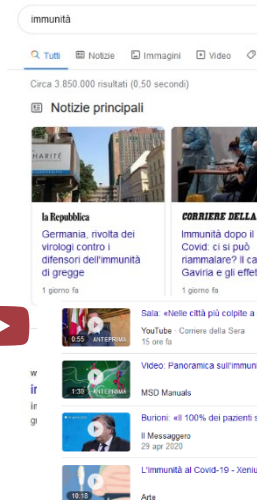 immunità
Tutti Notizie Immagini Video
Circa 3.850.000 risultati (0,50 secondi)
Notizie principali
CHARITÉ
la Repubblica
Germania, rivolta dei
virologi contro i
difensori dell'immunità
di gregge
1 giorno fa
CORRIERE DELLA
Immunità dopo il
Covid: ci si può
riammalare? Il ca
Gaviria e gli effet
1 giorno fa
0:55 ANTEPRIMA
Sala: «Nelle città più colpite a
YouTube · Corriere della Sera
15 ore fa
1:39 ANTEPRIMA
Video: Panoramica sull'immuni
MSD Manuals
Burioni: «Il 100% dei pazienti s
Il Messaggero
29 apr 2020
10:18
L'immunità al Covid-19 - Xeniu
Arte